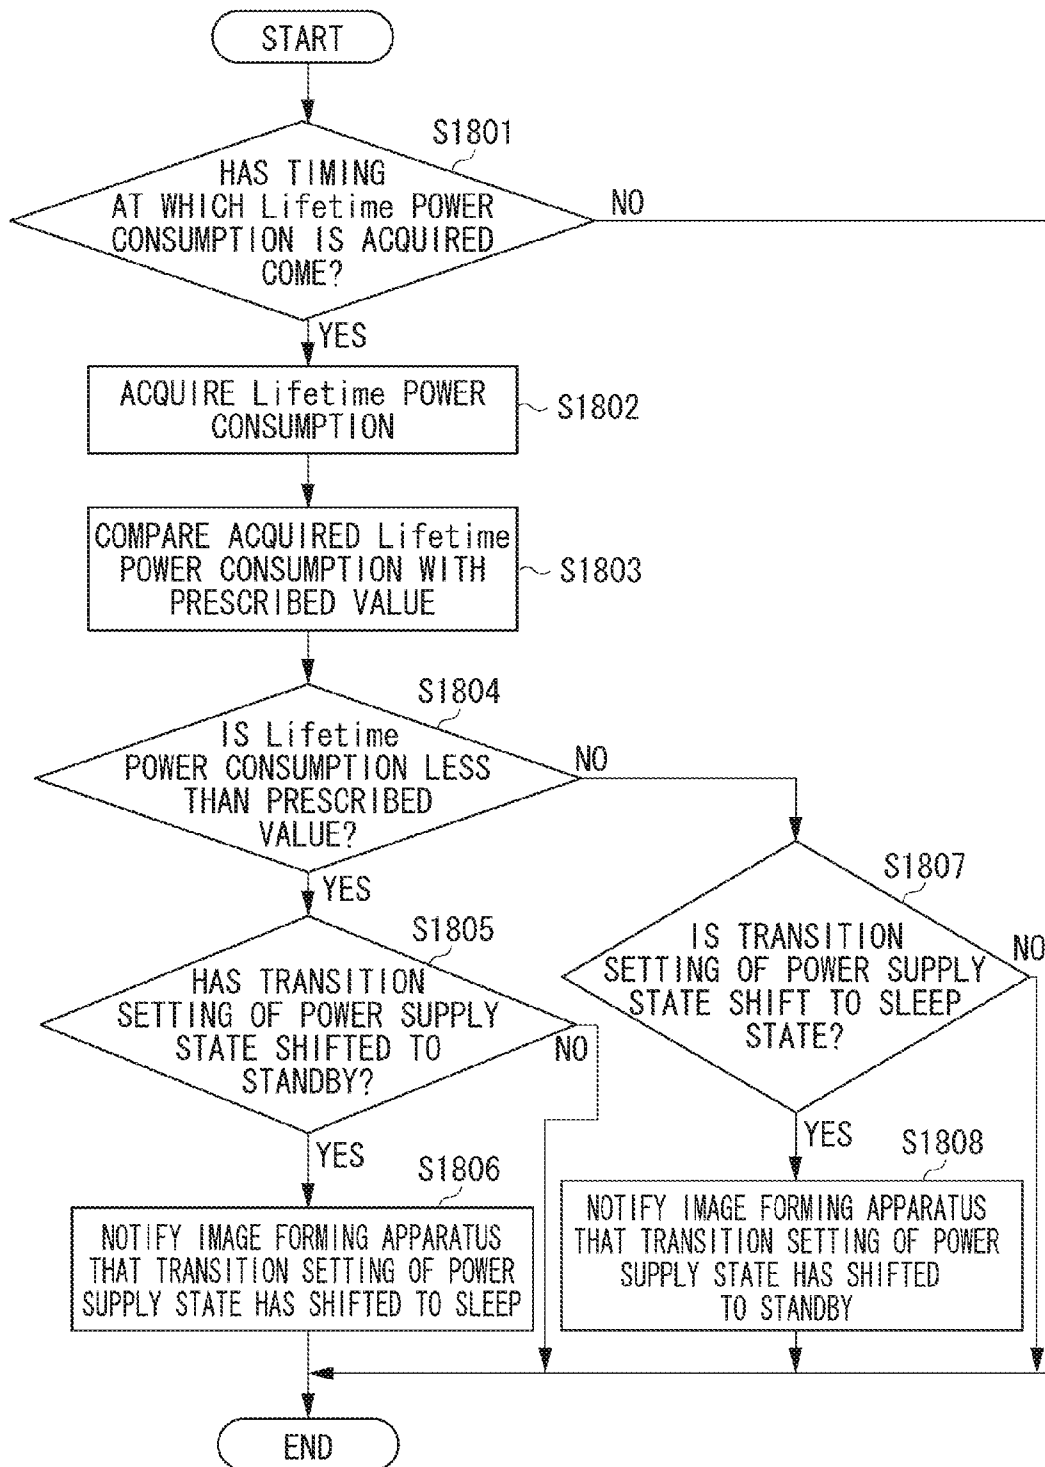 START
S1801
HAS TIMING
AT WHICH Lifetime POWER
CONSUMPTION IS ACQUIRED
COME?
NO
YES
ACQUIRE Lifetime POWER
CONSUMPTION
S1802
COMPARE ACQUIRED Lifetime
POWER CONSUMPTION WITH
PRESCRIBED VALUE
S1803
S1804
IS Lifetime
POWER CONSUMPTION LESS
THAN PRESCRIBED
VALUE?
NO
YES
S1805
HAS TRANSITION
SETTING OF POWER SUPPLY
STATE SHIFTED TO
STANDBY?
NO
YES
S1806
NOTIFY IMAGE FORMING APPARATUS
THAT TRANSITION SETTING OF POWER
SUPPLY STATE HAS SHIFTED TO SLEEP
S1807
IS TRANSITION
SETTING OF POWER SUPPLY
STATE SHIFT TO SLEEP
STATE?
NO
YES
S1808
NOTIFY IMAGE FORMING APPARATUS
THAT TRANSITION SETTING OF POWER
SUPPLY STATE HAS SHIFTED
TO STANDBY
END